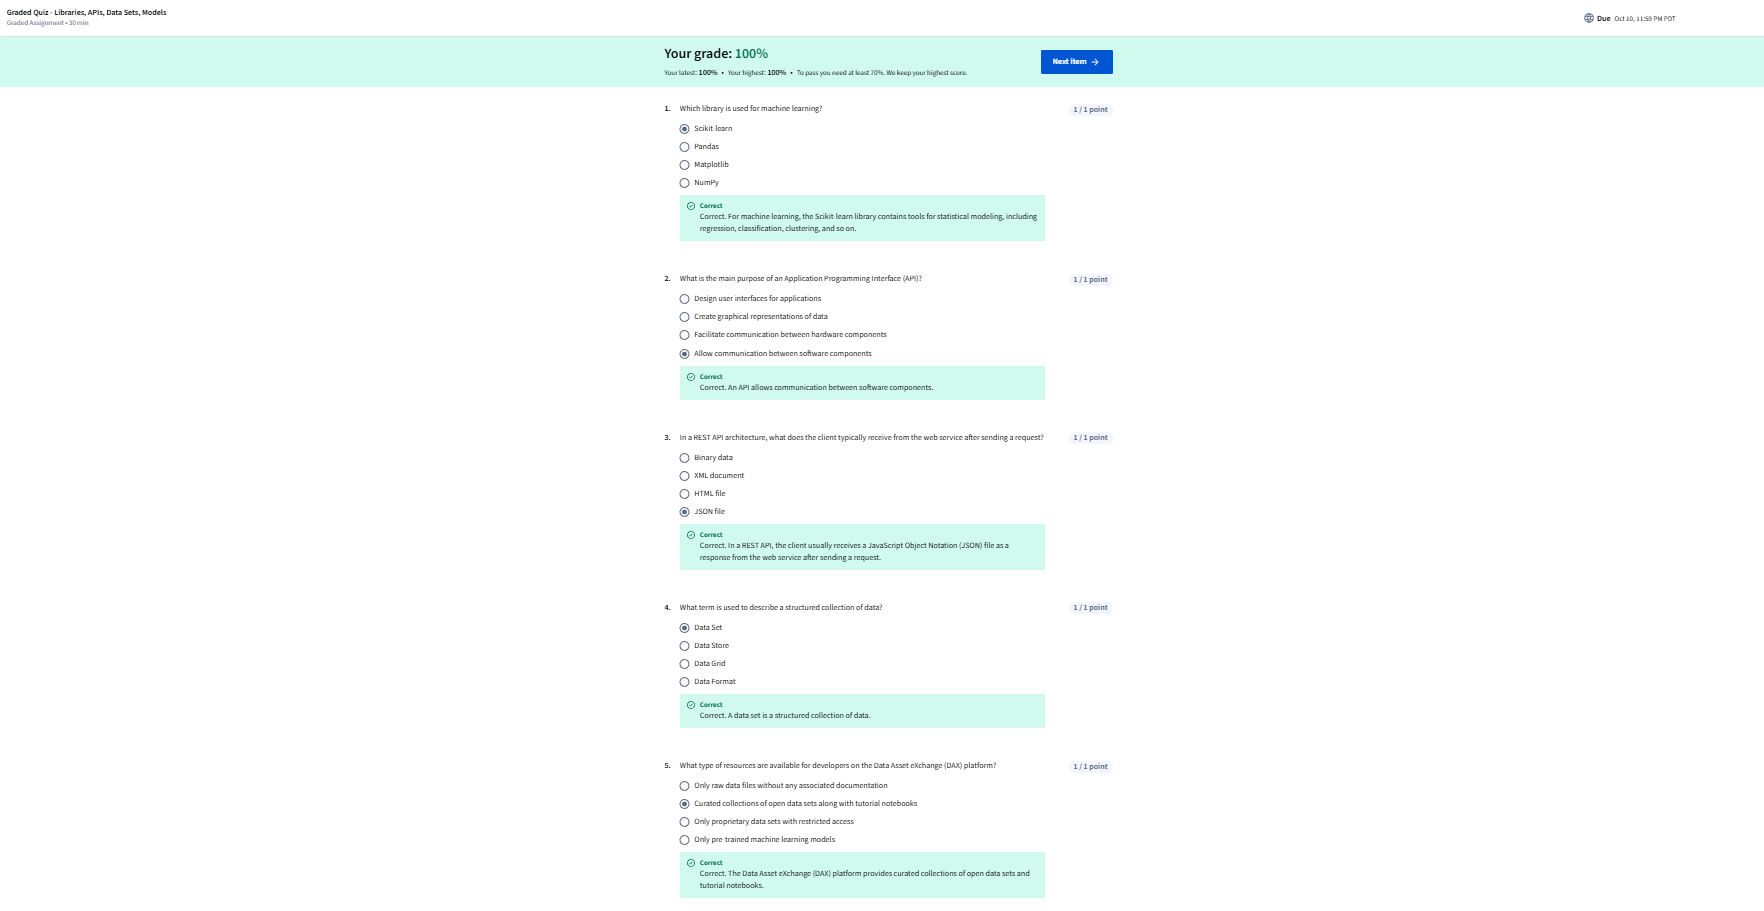 Graded Quiz - Libraries, APIs, Data Sets, Models
Graded Assignment • 30 min
Due Oct 10, 11:59 PM PDT
Your grade: 100%
Your latest: 100% • Your highest: 100% • To pass you need at least 70%. We keep your highest score.
Next item →
1. Which library is used for machine learning?
1 / 1 point
Scikit-learn
Pandas
Matplotlib
NumPy
Correct
Correct. For machine learning, the Scikit-learn library contains tools for statistical modeling, including
regression, classification, clustering, and so on.
2. What is the main purpose of an Application Programming Interface (API)?
1 / 1 point
Design user interfaces for applications
Create graphical representations of data
Facilitate communication between hardware components
Allow communication between software components
Correct
Correct. An API allows communication between software components.
3. In a REST API architecture, what does the client typically receive from the web service after sending a request?
1 / 1 point
Binary data
XML document
HTML file
JSON file
Correct
Correct. In a REST API, the client usually receives a JavaScript Object Notation (JSON) file as a
response from the web service after sending a request.
4. What term is used to describe a structured collection of data?
1 / 1 point
Data Set
Data Store
Data Grid
Data Format
Correct
Correct. A data set is a structured collection of data.
5. What type of resources are available for developers on the Data Asset eXchange (DAX) platform?
1 / 1 point
Only raw data files without any associated documentation
Curated collections of open data sets along with tutorial notebooks
Only proprietary data sets with restricted access
Only pre-trained machine learning models
Correct
Correct. The Data Asset eXchange (DAX) platform provides curated collections of open data sets and
tutorial notebooks.